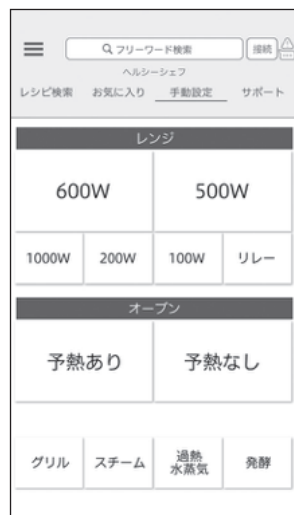 フリーワード検索 接続
ヘルシーシェフ
レシピ検索 お気に入り 手動設定 サポート
レンジ
600W 500W
1000W 200W 100W リレー
オーブン
予熱あり 予熱なし
グリル スチーム 過熱水蒸気 発酵